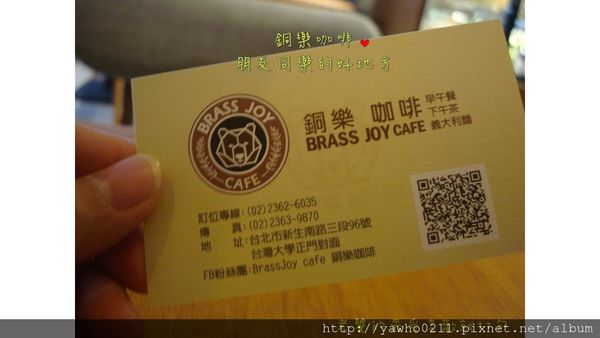 銅樂咖啡
朋友同樂的好地方
BRASS JOY
CAFE
銅樂 咖啡
BRASS JOY CAFE
早午餐
下午茶
義大利麵
訂位專線:(02)2362-6035
傳 真:(02)2363-9870
地 址:台北市新生南路三段96號
台灣大學正門對面
FB粉絲團:BrassJoy cafe 銅樂咖啡
http://yawho0211.pixnet.net/album